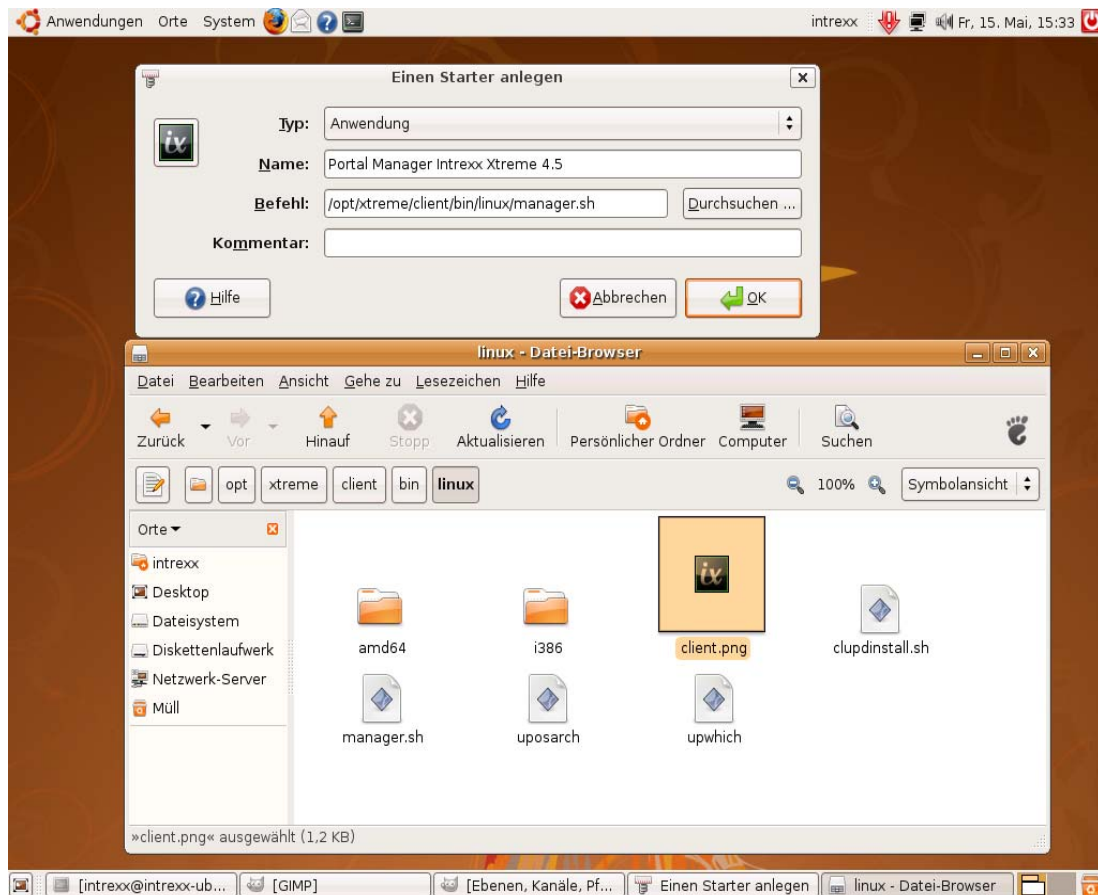 Anwendungen Orte System intrexx Fr, 15. Mai, 15:33
Einen Starter anlegen
ix
Typ: Anwendung
Name: Portal Manager Intrexx Xtreme 4.5
Befehl: /opt/xtreme/client/bin/linux/manager.sh Durchsuchen ...
Kommentar:
Hilfe Abbrechen OK
linux - Datei-Browser
Datei Bearbeiten Ansicht Gehe zu Lesezeichen Hilfe
Zurück Vor Hinauf Stopp Aktualisieren Persönlicher Ordner Computer Suchen
opt xtreme client bin linux 100% Symbolansicht
Orte
intrexx
Desktop
Dateisystem
Diskettenlaufwerk
Netzwerk-Server
Müll
ix
amd64 i386 client.png clupdinstall.sh
manager.sh uposarch upwhich
»client.png« ausgewählt (1,2 KB)
[intrexx@intrexx-ub... [GIMP] [Ebenen, Kanäle, Pf... Einen Starter anlegen linux - Datei-Browser